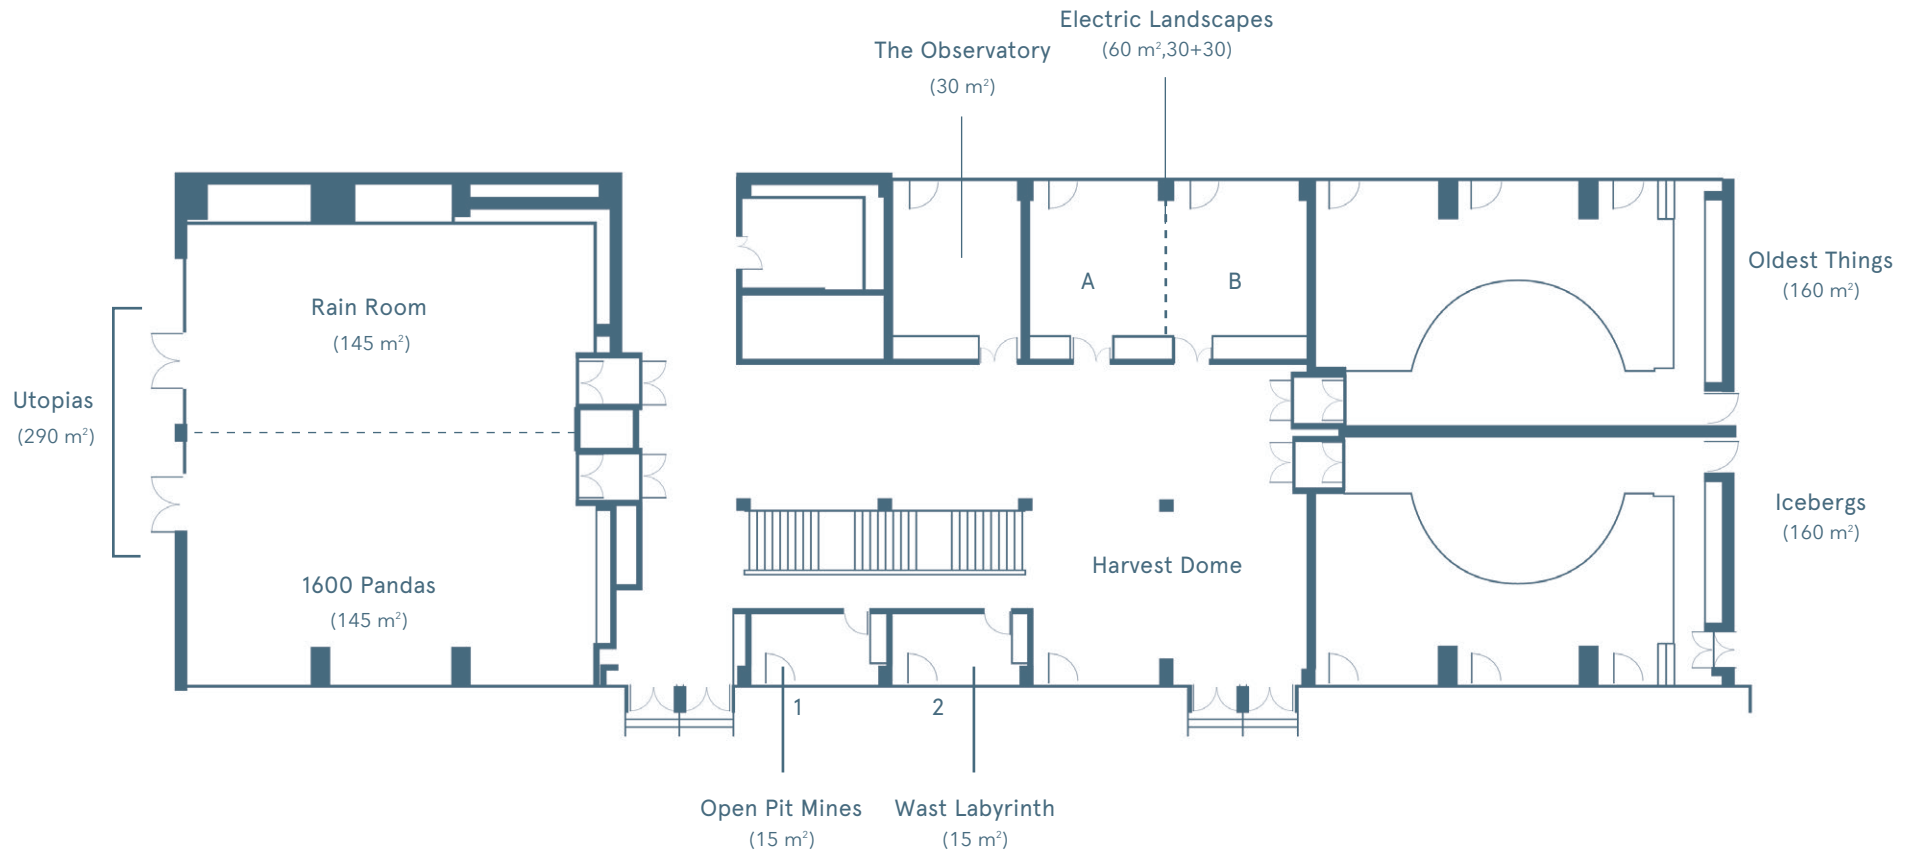 Electric Landscapes
(60 m²,30+30)
The Observatory
(30 m²)
Rain Room
(145 m²)
A
B
Oldest Things
(160 m²)
Utopias
(290 m²)
Icebergs
(160 m²)
Harvest Dome
1600 Pandas
(145 m²)
1
2
Open Pit Mines
(15 m²)
Wast Labyrinth
(15 m²)